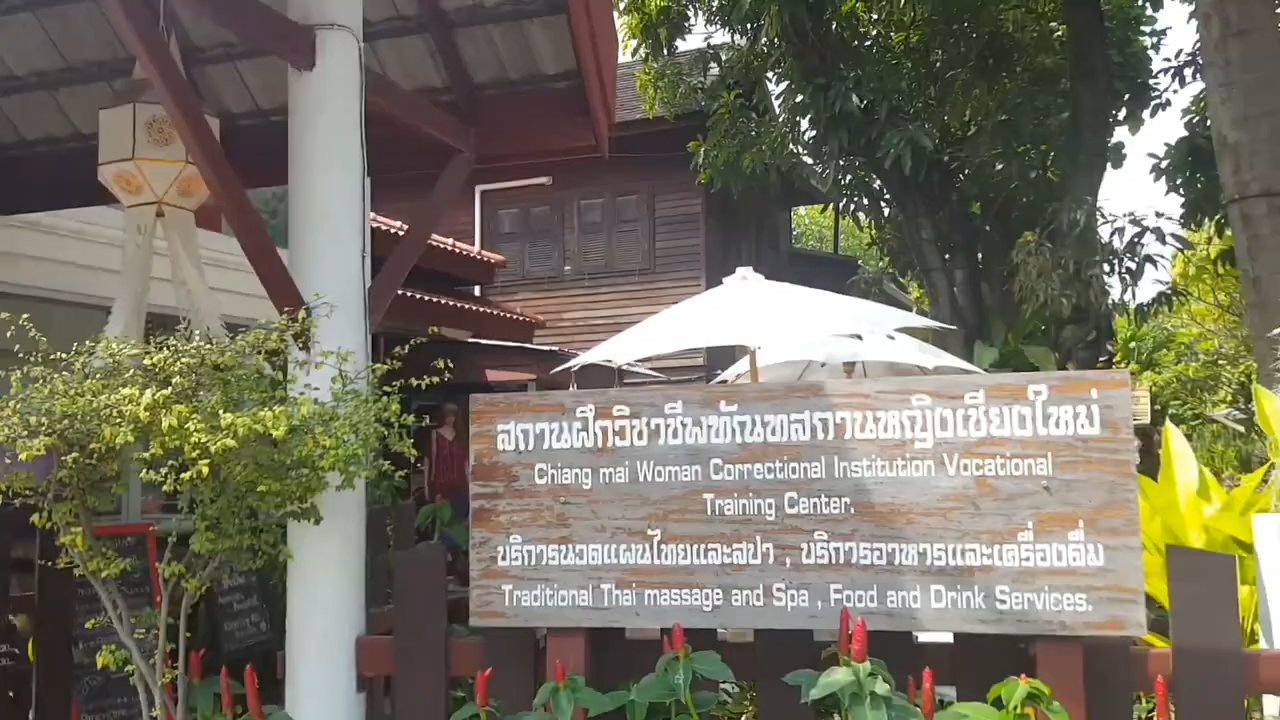 สถานฝึกวิชาชีพทัณฑสถานหญิงเชียงใหม่
Chiang mai Woman Correctional Institution Vocational
Training Center.
บริการนวดแผนไทยและสปา , บริการอาหารและเครื่องดื่ม
Traditional Thai massage and Spa , Food and Drink Services.